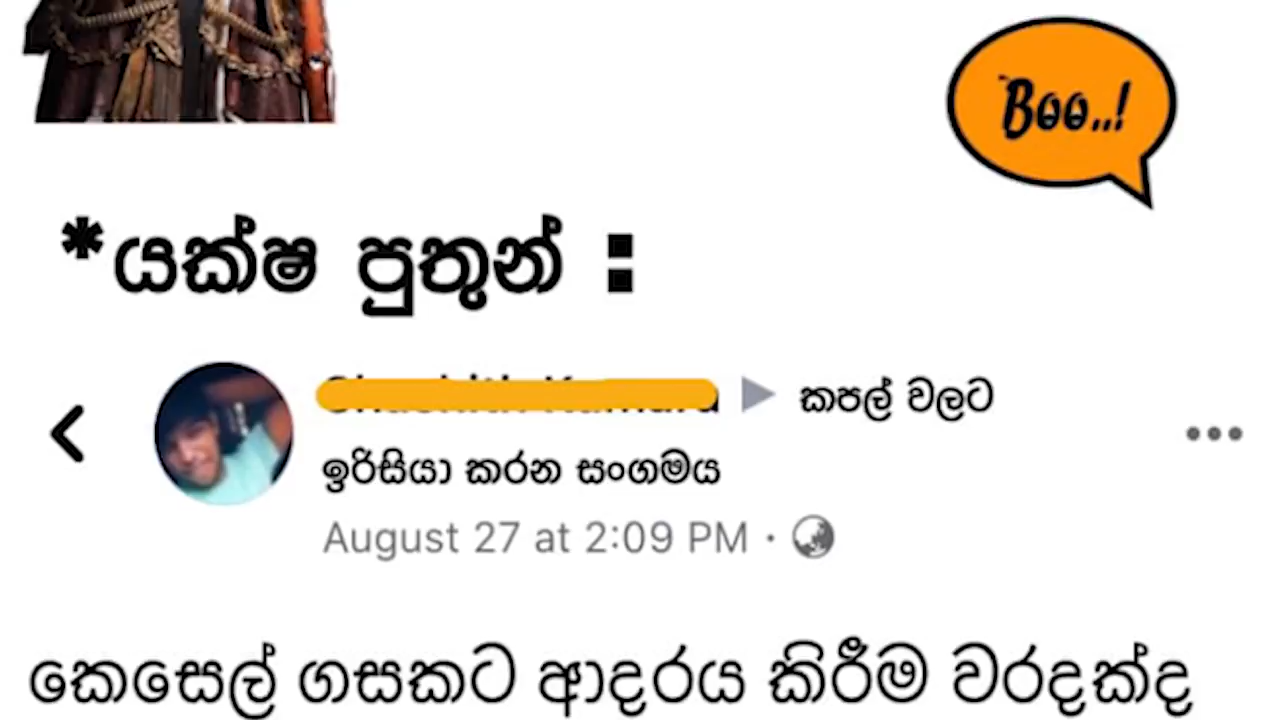 Boo..!
*යක්ෂ පුතුන් :
කපල් වලට
ඉරිසියා කරන සංගමය
August 27 at 2:09 PM ·
කෙසෙල් ගසකට ආදරය කිරීම වරදක්ද